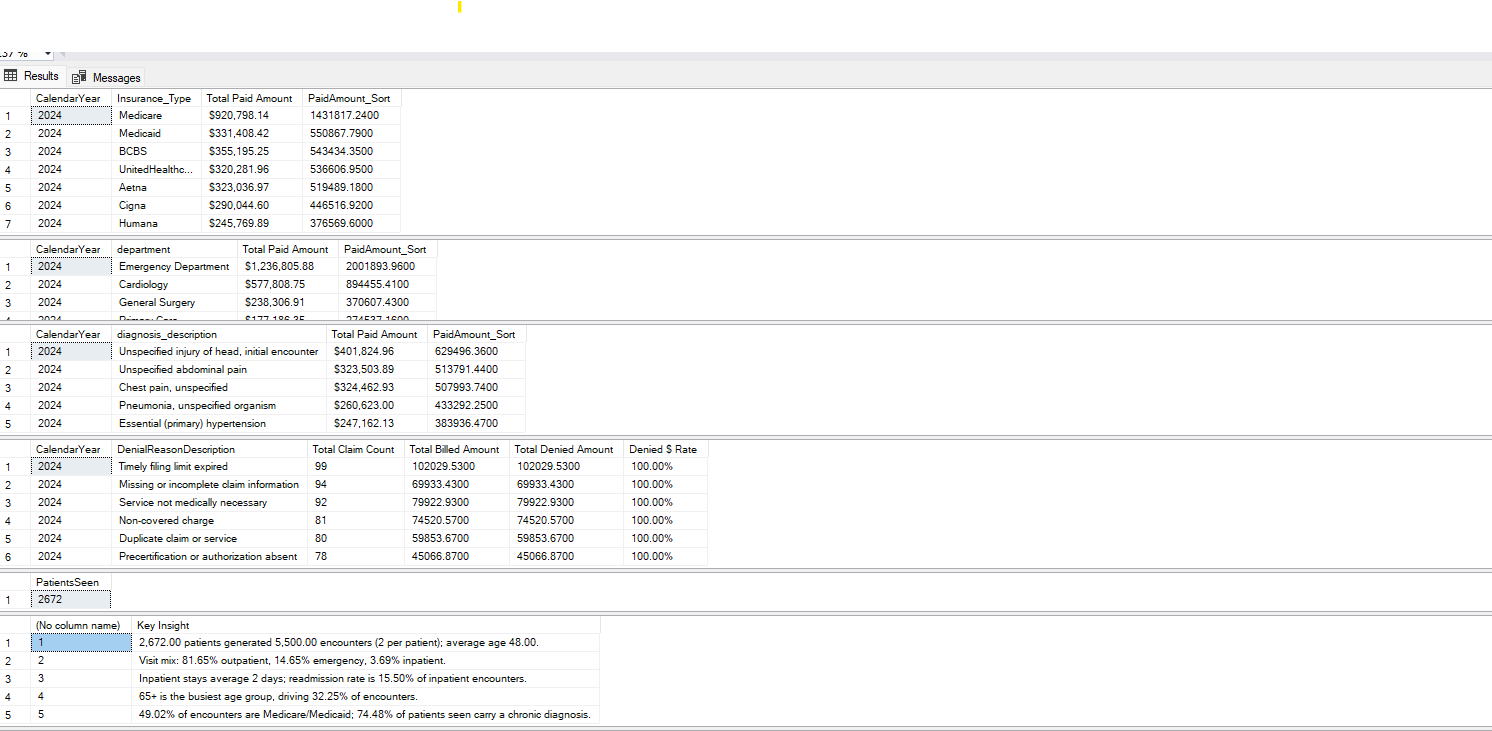 Results Messages
CalendarYear Insurance_Type Total Paid Amount PaidAmount_Sort
1 2024 Medicare $920,798.14 1431817.2400
2 2024 Medicaid $331,408.42 550867.7900
3 2024 BCBS $355,195.25 543434.3500
4 2024 UnitedHealthc... $320,281.96 536606.9500
5 2024 Aetna $323,036.97 519489.1800
6 2024 Cigna $290,044.60 446516.9200
7 2024 Humana $245,769.89 376569.6000
CalendarYear department Total Paid Amount PaidAmount_Sort
1 2024 Emergency Department $1,236,805.88 2001893.9600
2 2024 Cardiology $577,808.75 894455.4100
3 2024 General Surgery $238,306.91 370607.4300
CalendarYear diagnosis_description Total Paid Amount PaidAmount_Sort
1 2024 Unspecified injury of head, initial encounter $401,824.96 629496.3600
2 2024 Unspecified abdominal pain $323,503.89 513791.4400
3 2024 Chest pain, unspecified $324,462.93 507993.7400
4 2024 Pneumonia, unspecified organism $260,623.00 433292.2500
5 2024 Essential (primary) hypertension $247,162.13 383936.4700
CalendarYear DenialReasonDescription Total Claim Count Total Billed Amount Total Denied Amount Denied $ Rate
1 2024 Timely filing limit expired 99 102029.5300 102029.5300 100.00%
2 2024 Missing or incomplete claim information 94 69933.4300 69933.4300 100.00%
3 2024 Service not medically necessary 92 79922.9300 79922.9300 100.00%
4 2024 Non-covered charge 81 74520.5700 74520.5700 100.00%
5 2024 Duplicate claim or service 80 59853.6700 59853.6700 100.00%
6 2024 Precertification or authorization absent 78 45066.8700 45066.8700 100.00%
PatientsSeen
1 2672
(No column name) Key Insight
1 1 2,672.00 patients generated 5,500.00 encounters (2 per patient); average age 48.00.
2 2 Visit mix: 81.65% outpatient, 14.65% emergency, 3.69% inpatient.
3 3 Inpatient stays average 2 days; readmission rate is 15.50% of inpatient encounters.
4 4 65+ is the busiest age group, driving 32.25% of encounters.
5 5 49.02% of encounters are Medicare/Medicaid; 74.48% of patients seen carry a chronic diagnosis.